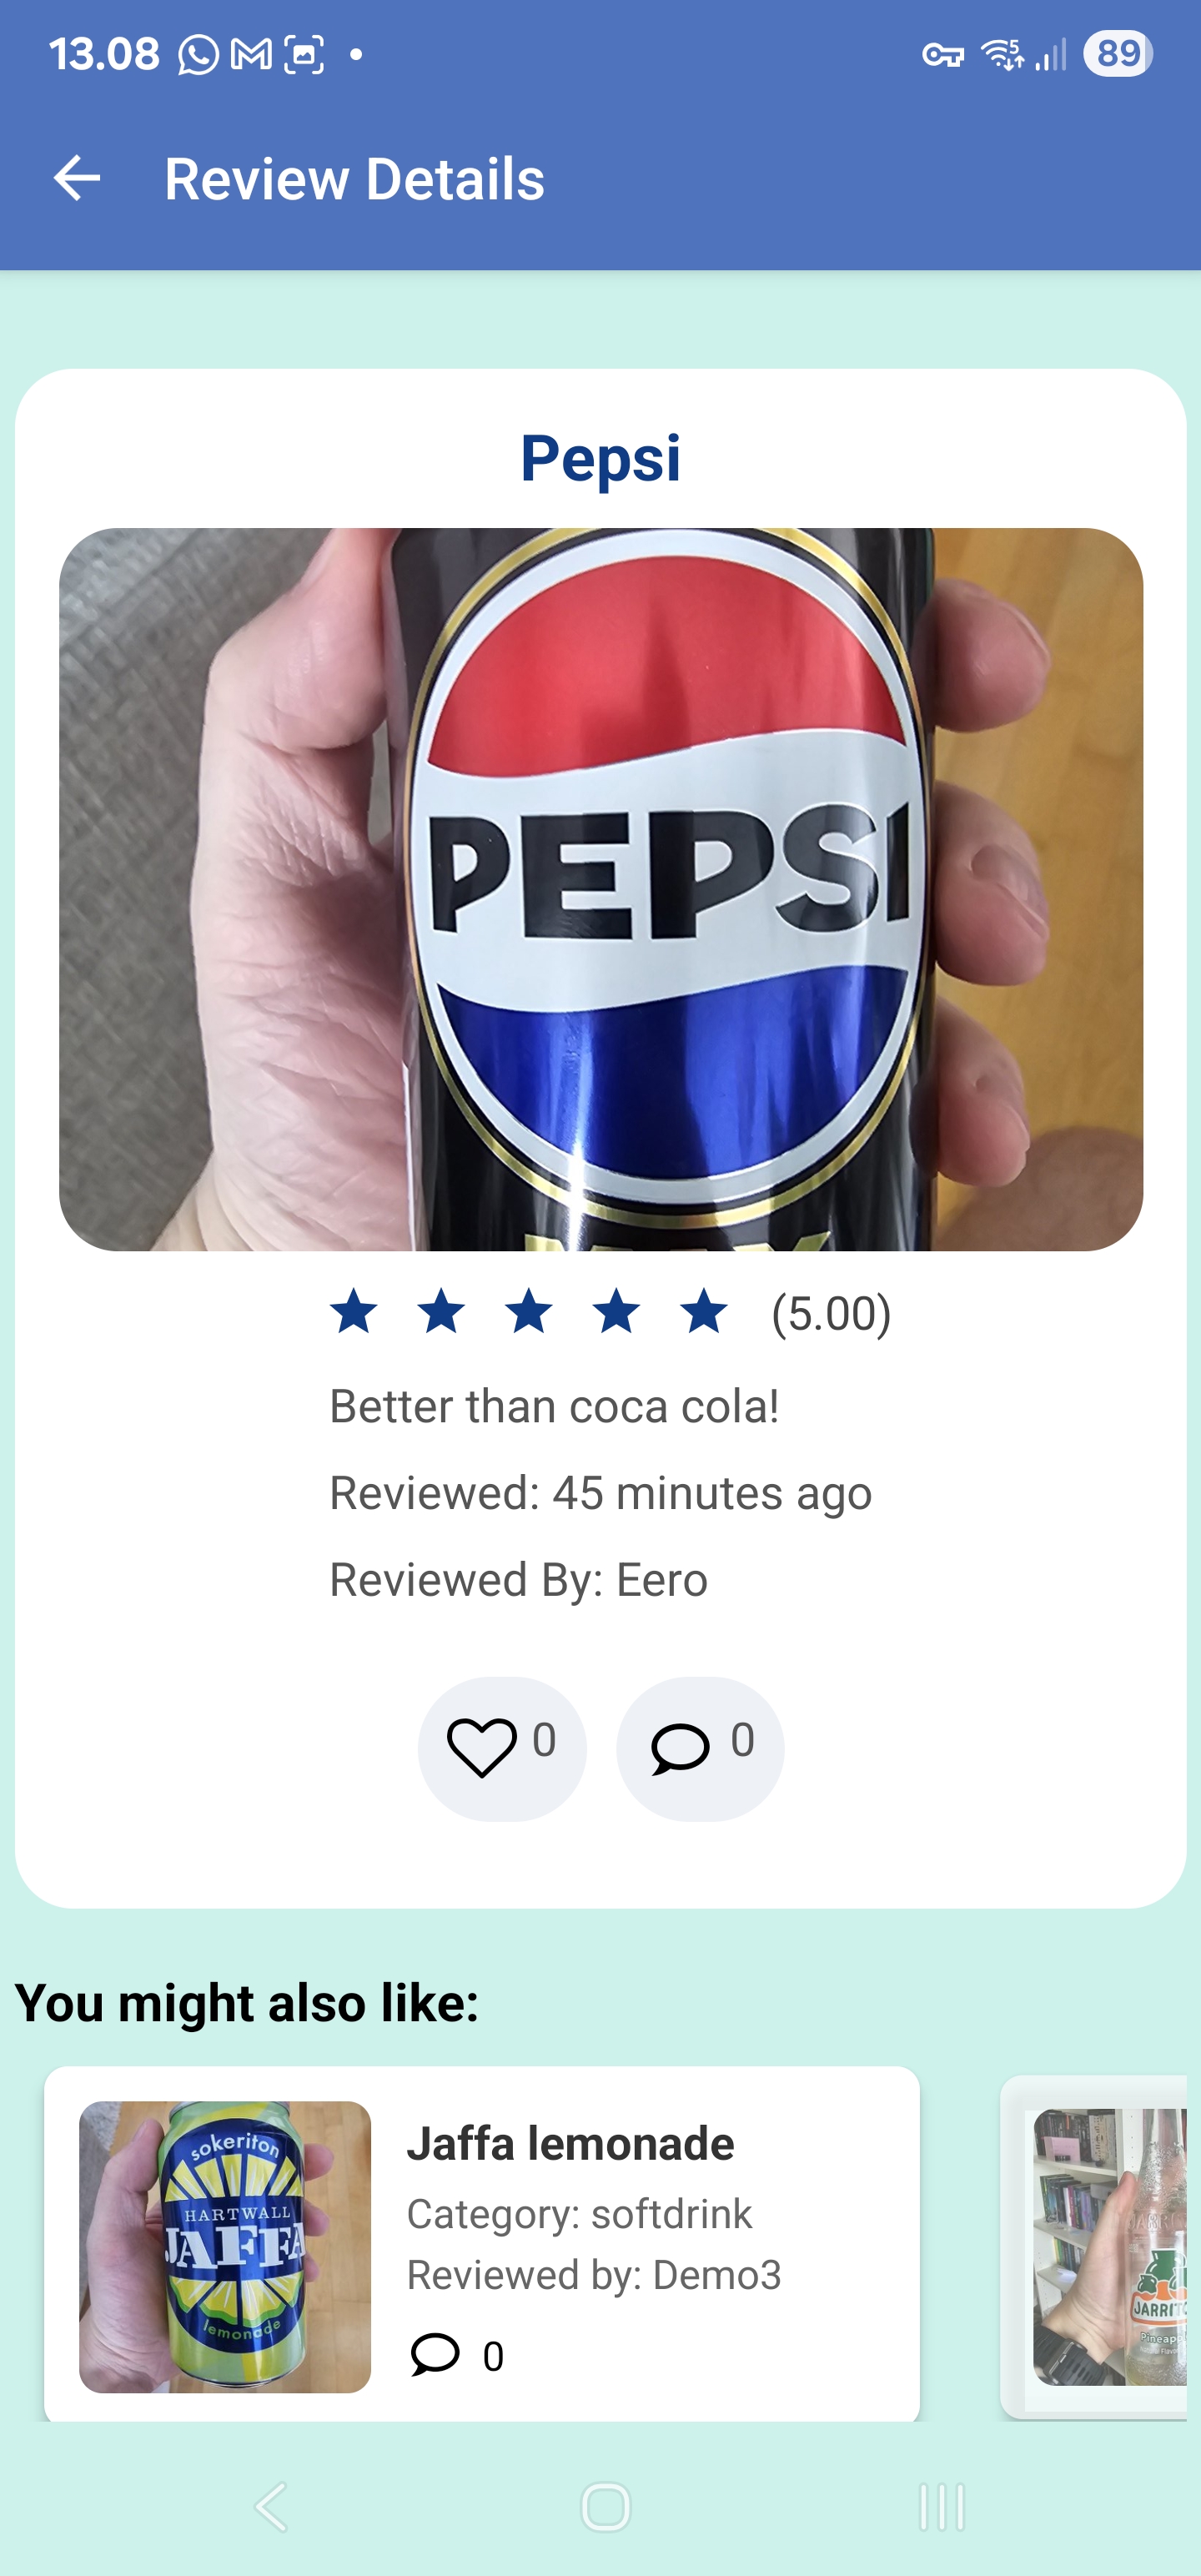 13.08
5
89
Review Details
Pepsi
PEPSI
MAX
(5.00)
Better than coca cola!
Reviewed: 45 minutes ago
Reviewed By: Eero
0
0
You might also like:
sokeriton
HARTWALL
JAFFA
lemonade
Jaffa lemonade
Category: softdrink
Reviewed by: Demo3
0